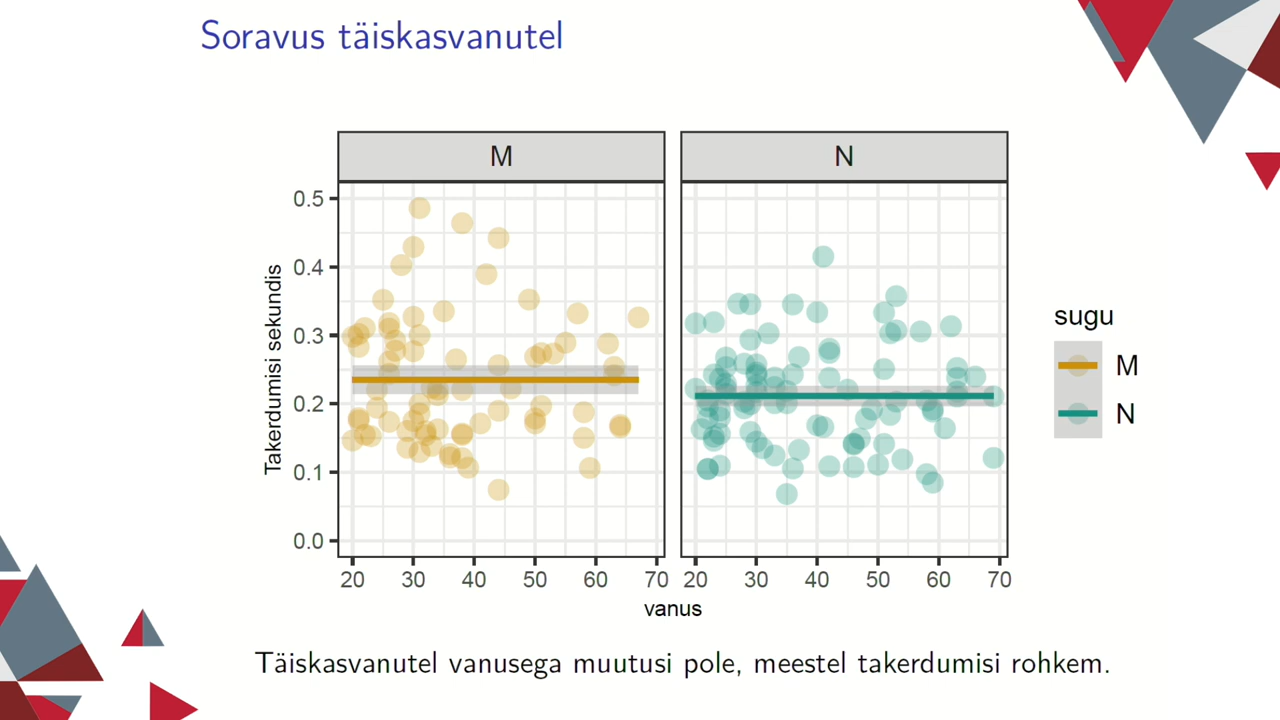 Soravus täiskasvanutel
M
N
Takerdumisi sekundis
0.5
0.4
0.3
0.2
0.1
0.0
20 30 40 50 60 70
20 30 40 50 60 70
vanus
sugu
M
N
Täiskasvanutel vanusega muutusi pole, meestel takerdumisi rohkem.